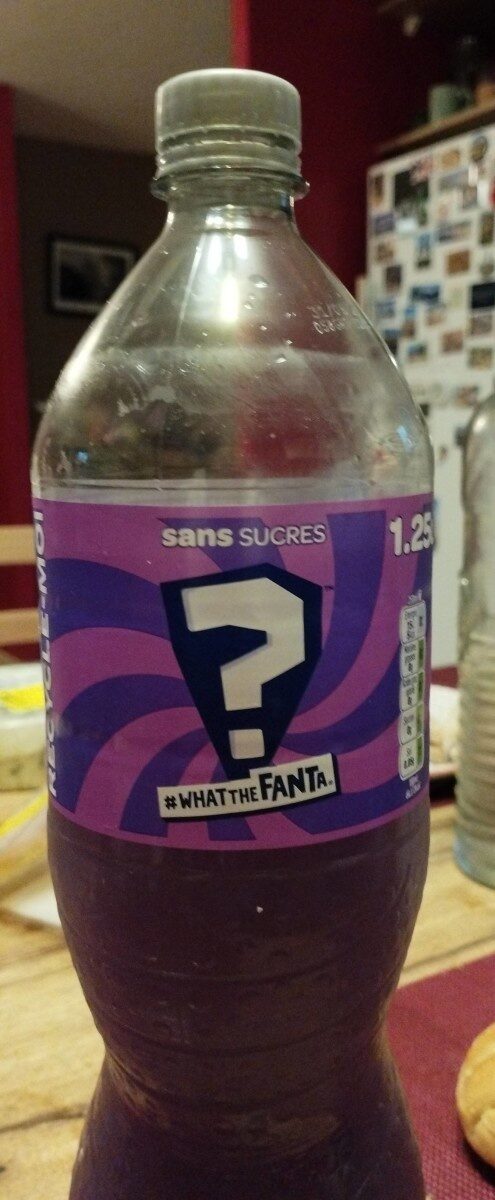 sans SUCRES
1.25
RECYCLE-MOI
?
#WHATTHEFANTA.